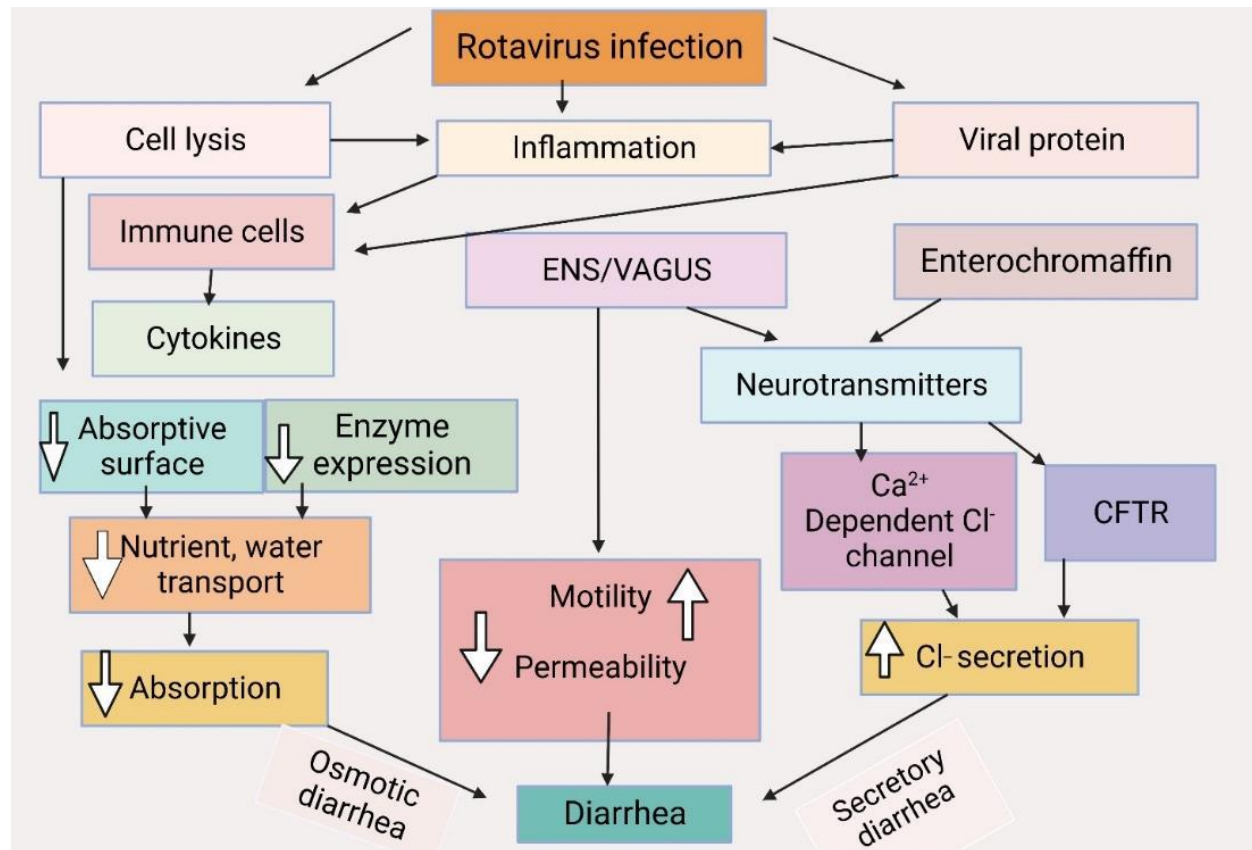 Rotavirus infection
Cell lysis
Inflammation
Viral protein
Immune cells
ENS/VAGUS
Enterochromaffin
Cytokines
Neurotransmitters
Absorptive
surface
Enzyme
expression
Ca²⁺
Dependent Cl⁻
channel
CFTR
Nutrient, water
transport
Motility
Permeability
Cl⁻ secretion
Absorption
Osmotic
diarrhea
Diarrhea
Secretory
diarrhea